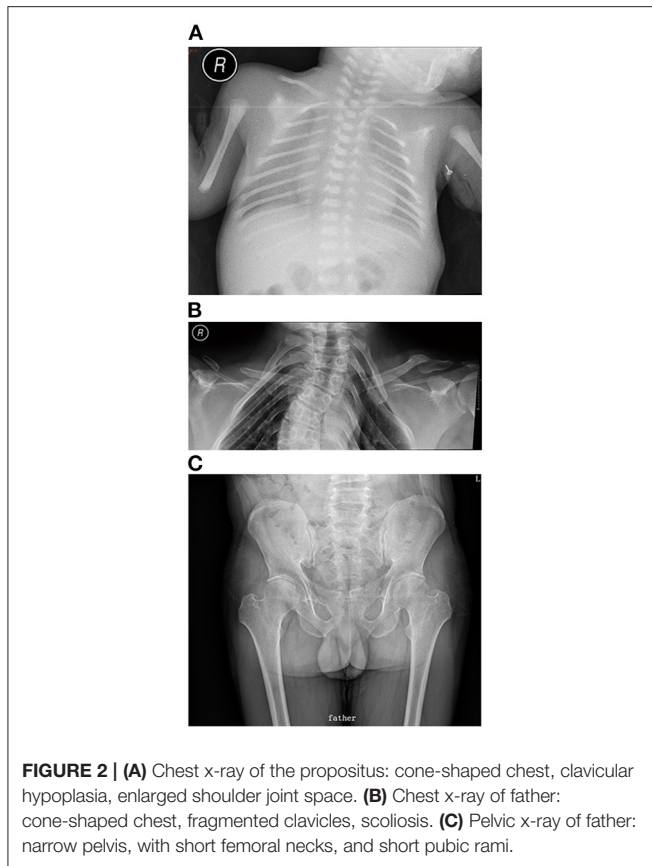 A
R
B
R
C
L
father
FIGURE 2 | (A) Chest x-ray of the propositus: cone-shaped chest, clavicular
hypoplasia, enlarged shoulder joint space. (B) Chest x-ray of father:
cone-shaped chest, fragmented clavicles, scoliosis. (C) Pelvic x-ray of father:
narrow pelvis, with short femoral necks, and short pubic rami.